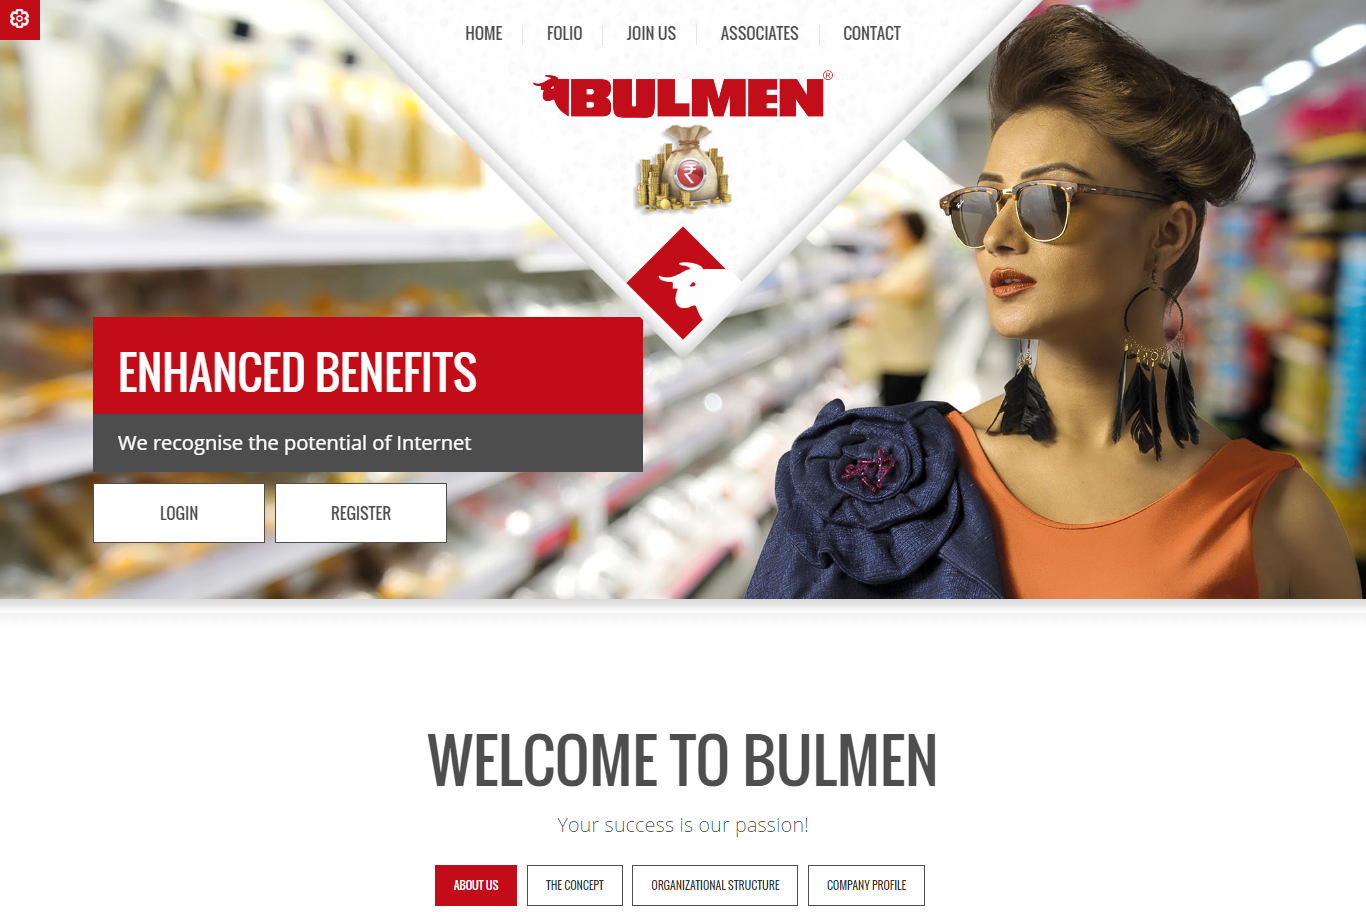 HOME FOLIO JOIN US ASSOCIATES CONTACT
BULMEN®
₹
ENHANCED BENEFITS
We recognise the potential of Internet
LOGIN REGISTER
WELCOME TO BULMEN
Your success is our passion!
ABOUT US THE CONCEPT ORGANIZATIONAL STRUCTURE COMPANY PROFILE